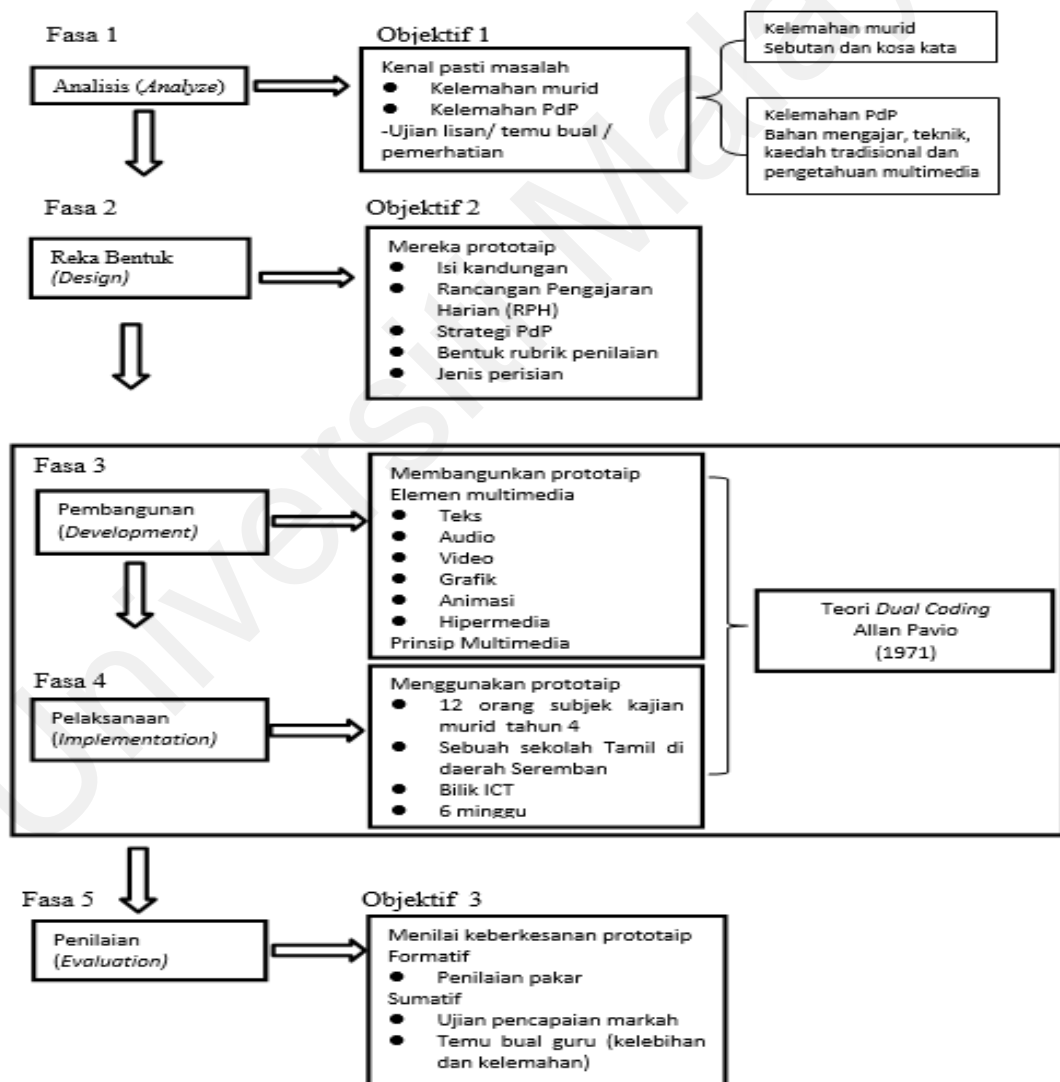 Fasa 1
Objektif 1
Analisis (Analyze)
Kenal pasti masalah
● Kelemahan murid
● Kelemahan PdP
-Ujian lisan/ temu bual /
pemerhatian
Kelemahan murid
Sebutan dan kosa kata
Kelemahan PdP
Bahan mengajar, teknik,
kaedah tradisional dan
pengetahuan multimedia
Fasa 2
Objektif 2
Reka Bentuk
(Design)
Mereka prototaip
● Isi kandungan
● Rancangan Pengajaran
Harian (RPH)
● Strategi PdP
● Bentuk rubrik penilaian
● Jenis perisian
Fasa 3
Pembangunan
(Development)
Membangunkan prototaip
Elemen multimedia
● Teks
● Audio
● Video
● Grafik
● Animasi
● Hipermedia
Prinsip Multimedia
Teori Dual Coding
Allan Pavio
(1971)
Fasa 4
Pelaksanaan
(Implementation)
Menggunakan prototaip
● 12 orang subjek kajian
murid tahun 4
● Sebuah sekolah Tamil di
daerah Seremban
● Bilik ICT
● 6 minggu
Fasa 5
Objektif 3
Penilaian
(Evaluation)
Menilai keberkesanan prototaip
Formatif
● Penilaian pakar
Sumatif
● Ujian pencapaian markah
● Temu bual guru (kelebihan
dan kelemahan)
Universiti Malay